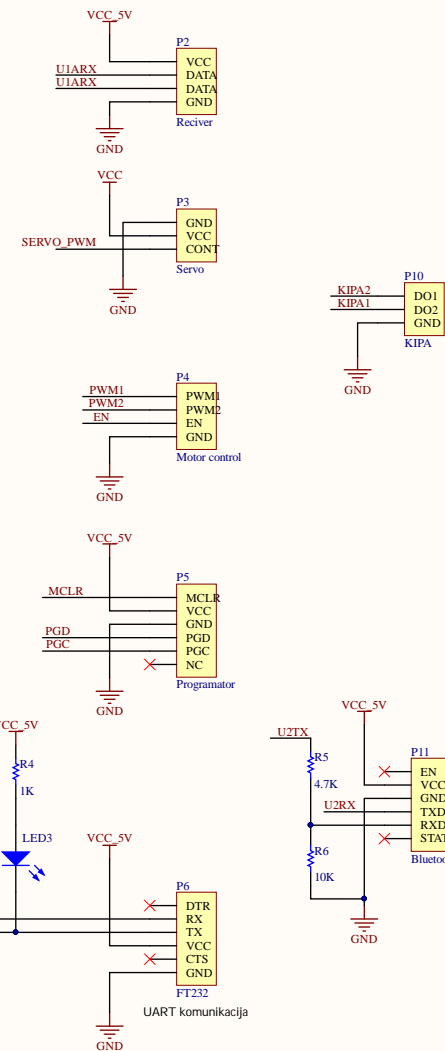 VCC_5V
P2
VCC
U1ARX
DATA
U1ARX
DATA
GND
Reciver
GND
VCC
P3
GND
VCC
SERVO_PWM
CONT
Servo
GND
P10
KIPA2
DO1
KIPA1
DO2
GND
KIPA
GND
P4
PWM1
PWM1
PWM2
PWM2
EN
EN
GND
Motor control
GND
VCC_5V
P5
MCLR
MCLR
VCC
GND
PGD
PGD
PGC
PGC
NC
Programator
GND
VCC_5V
R4
1K
LED3
VCC_5V
P6
DTR
RX
TX
VCC
CTS
GND
FT232
UART komunikacija
GND
VCC_5V
U2TX
P11
R5
EN
4.7K
VCC
GND
U2RX
TXD
RXD
STAT
R6
10K
GND